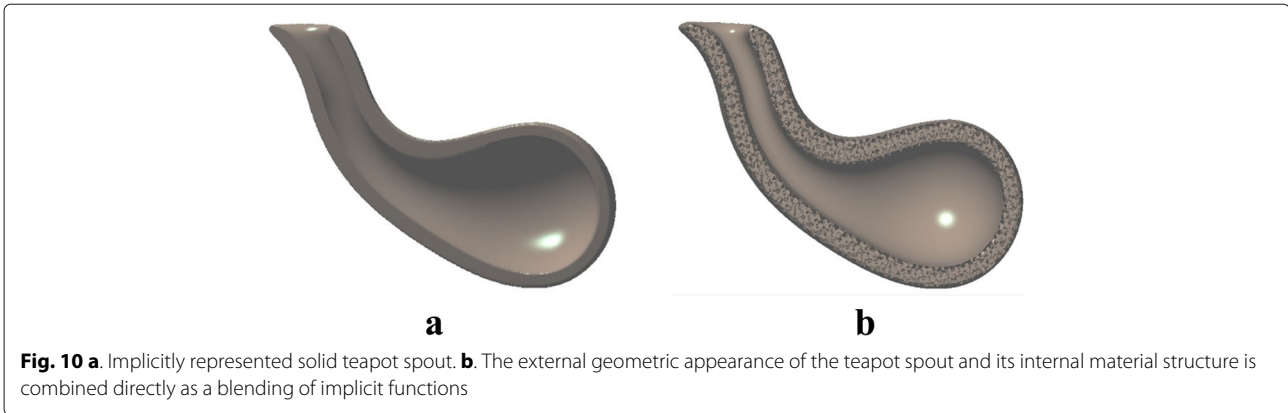 a b
Fig. 10 a. Implicitly represented solid teapot spout. b. The external geometric appearance of the teapot spout and its internal material structure is
combined directly as a blending of implicit functions